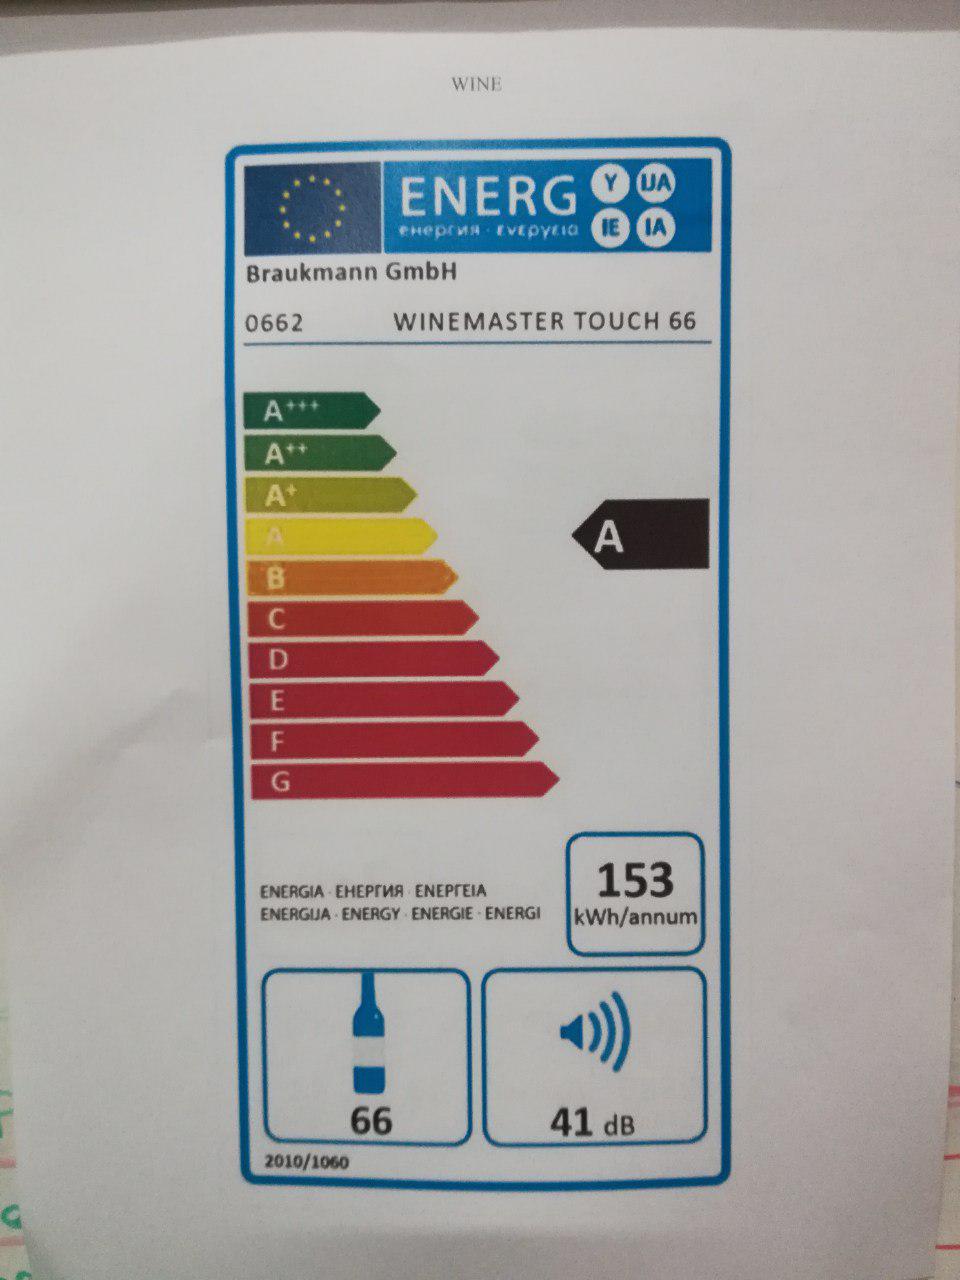 WINE
ENERG
енергия · ενεργεια
Y UA
IE IA
Braukmann GmbH
0662 WINEMASTER TOUCH 66
A+++
A++
A+
A
A
B
C
D
E
F
G
ENERGIA · ЕНЕРГИЯ · ΕΝΕΡΓΕΙΑ
ENERGIJA · ENERGY · ENERGIE · ENERGI
153
kWh/annum
66
41 dB
2010/1060